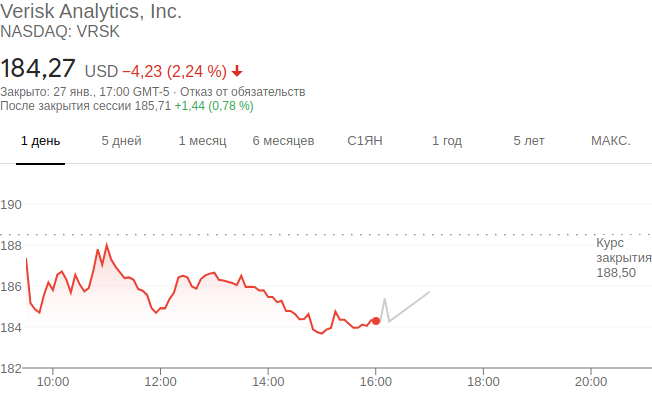 Verisk Analytics, Inc.
NASDAQ: VRSK
184,27 USD −4,23 (2,24 %)
Закрыто: 27 янв., 17:00 GMT-5 · Отказ от обязательств
После закрытия сессии 185,71 +1,44 (0,78 %)
1 день 5 дней 1 месяц 6 месяцев С1ЯН 1 год 5 лет МАКС.
190
188
186
184
182
Курс
закрытия
188,50
10:00 12:00 14:00 16:00 18:00 20:00